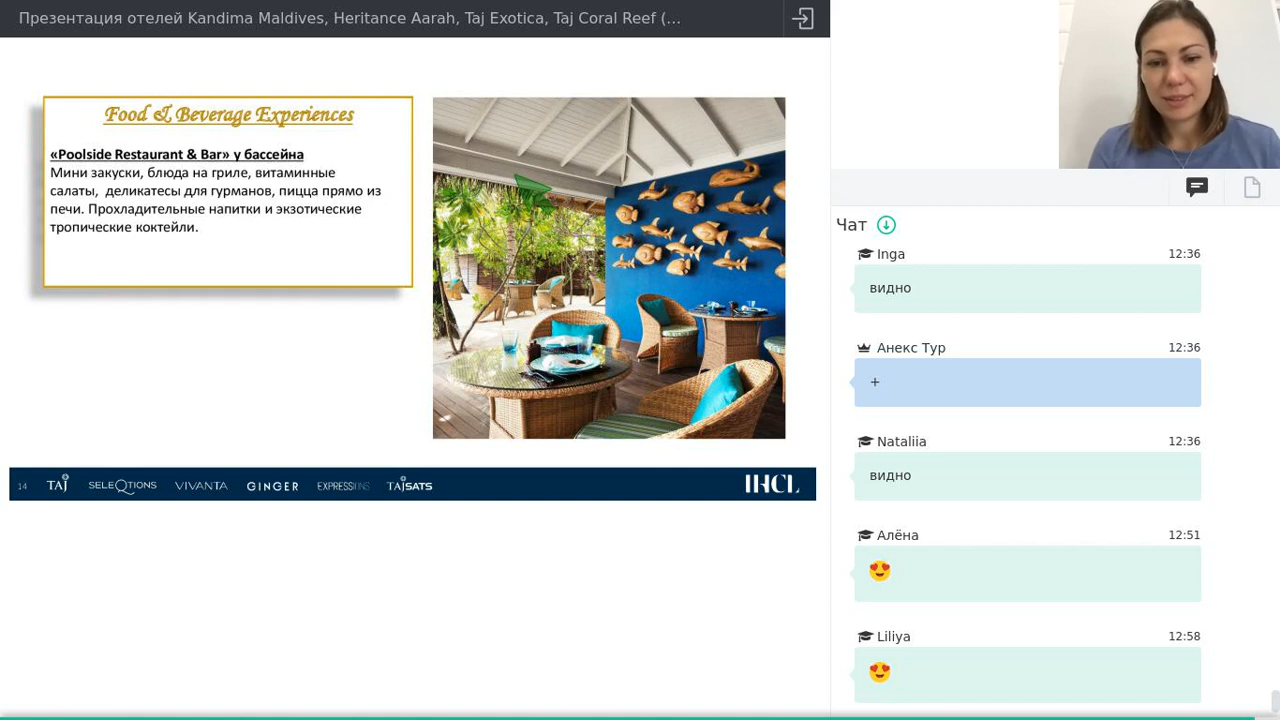 Презентация отелей Kandima Maldives, Heritance Aarah, Taj Exotica, Taj Coral Reef (...
Food & Beverage Experiences
«Poolside Restaurant & Bar» у бассейна
Мини закуски, блюда на гриле, витаминные
салаты, деликатесы для гурманов, пицца прямо из
печи. Прохладительные напитки и экзотические
тропические коктейли.
14 TAJ SELEQTIONS VIVANTA GINGER EXPRESSIONS TAJSATS IHCL
Чат
Inga 12:36
видно
Анекс Тур 12:36
+
Nataliia 12:36
видно
Алёна 12:51
Liliya 12:58